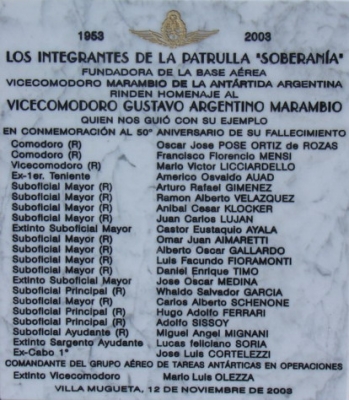 1953 2003
LOS INTEGRANTES DE LA PATRULLA "SOBERANÍA"
FUNDADORA DE LA BASE AÉREA
VICECOMODORO MARAMBIO DE LA ANTÁRTIDA ARGENTINA
RINDEN HOMENAJE AL
VICECOMODORO GUSTAVO ARGENTINO MARAMBIO
QUIEN NOS GUIÓ CON SU EJEMPLO
EN CONMEMORACIÓN AL 50º ANIVERSARIO DE SU FALLECIMIENTO
Comodoro (R) Oscar Jose POSE ORTIZ de ROZAS
Comodoro (R) Francisco Florencio MENSI
Vicecomodoro (R) Mario Victor LICCIARDELLO
Ex-1er. Teniente Americo Osvaldo AUAD
Suboficial Mayor (R) Arturo Rafael GIMENEZ
Suboficial Mayor (R) Ramon Alberto VELAZQUEZ
Suboficial Mayor (R) Anibal Cesar KLOCKER
Suboficial Mayor (R) Juan Carlos LUJAN
Extinto Suboficial Mayor Castor Eustaquio AYALA
Suboficial Mayor (R) Omar Juan AIMARETTI
Suboficial Mayor (R) Alberto Oscar GALLARDO
Suboficial Mayor (R) Luis Facundo FIORAMONTI
Suboficial Mayor (R) Daniel Enrique TIMO
Extinto Suboficial Mayor Jose Oscar MEDINA
Suboficial Principal (R) Whaldo Salvador GARCIA
Suboficial Mayor (R) Carlos Alberto SCHENONE
Suboficial Principal (R) Hugo Adolfo FERRARI
Suboficial Principal (R) Adolfo SISSOY
Suboficial Ayudante (R) Miguel Angel MIGNANI
Extinto Sargento Ayudante Lucas feliciano SORIA
Ex-Cabo 1º Jose Luis CORTELEZZI
COMANDANTE DEL GRUPO AÉREO DE TAREAS ANTÁRTICAS EN OPERACIONES
Extinto Vicecomodoro Mario Luis OLEZZA
VILLA MUGUETA, 12 DE NOVIEMBRE DE 2003